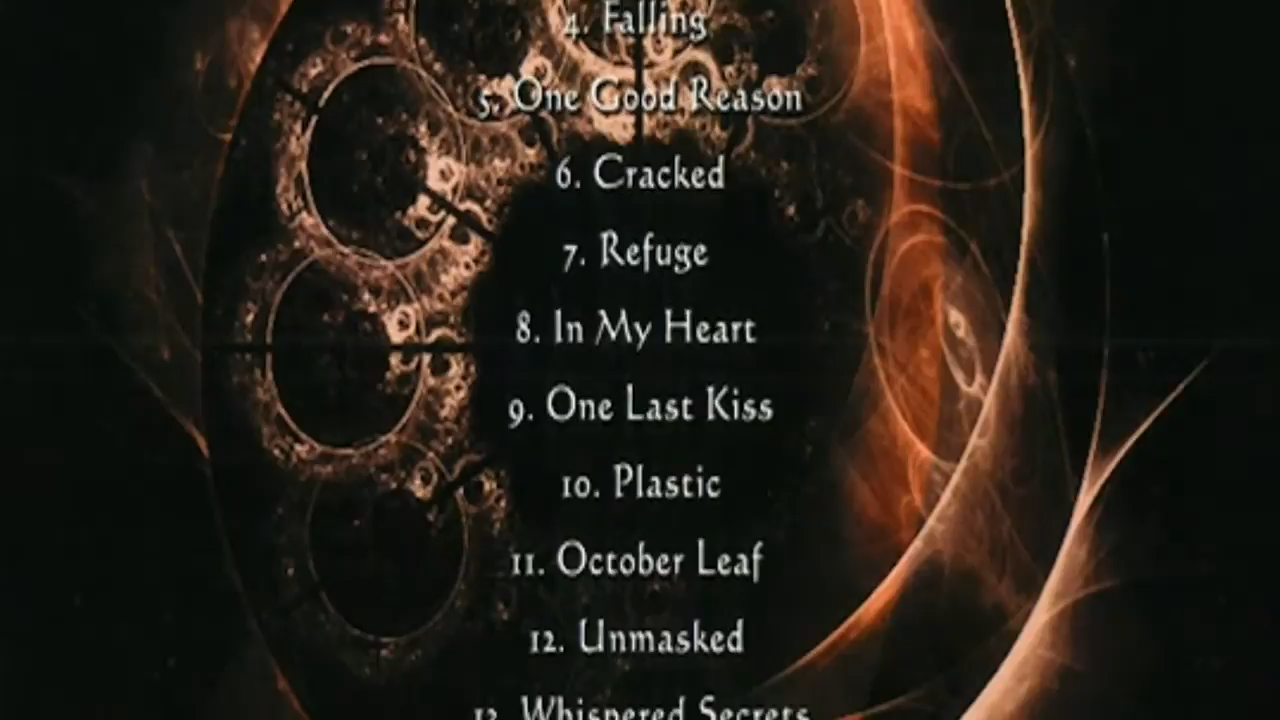 4. Falling
5. One Good Reason
6. Cracked
7. Refuge
8. In My Heart
9. One Last Kiss
10. Plastic
11. October Leaf
12. Unmasked
13. Whispered Secrets